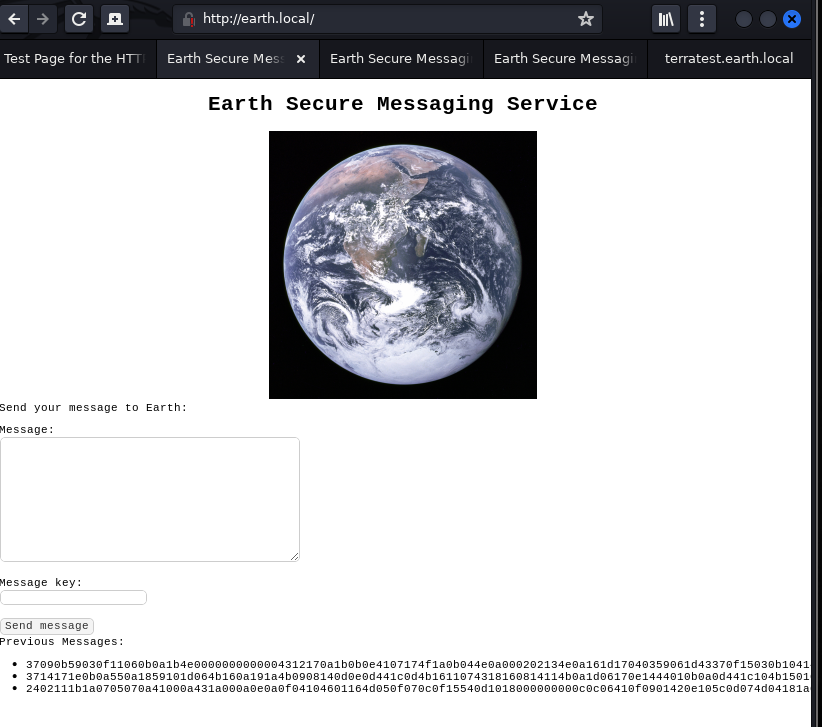 http://earth.local/
Test Page for the HTT
Earth Secure Mess
Earth Secure Messagi
Earth Secure Messagi
terratest.earth.local
Earth Secure Messaging Service
Send your message to Earth:
Message:
Message key:
Send message
Previous Messages:
37090b59030f11060b0a1b4e0000000000004312170a1b0b0e4107174f1a0b044e0a000202134e0a161d17040359061d43370f15030b1041
3714171e0b0a550a1859101d064b160a191a4b0908140d0e0d441c0d4b1611074318160814114b0a1d06170e1444010b0a0d441c104b1501
2402111b1a0705070a41000a431a000a0e0a0f04104601164d050f070c0f15540d1018000000000c0c06410f0901420e105c0d074d04181a